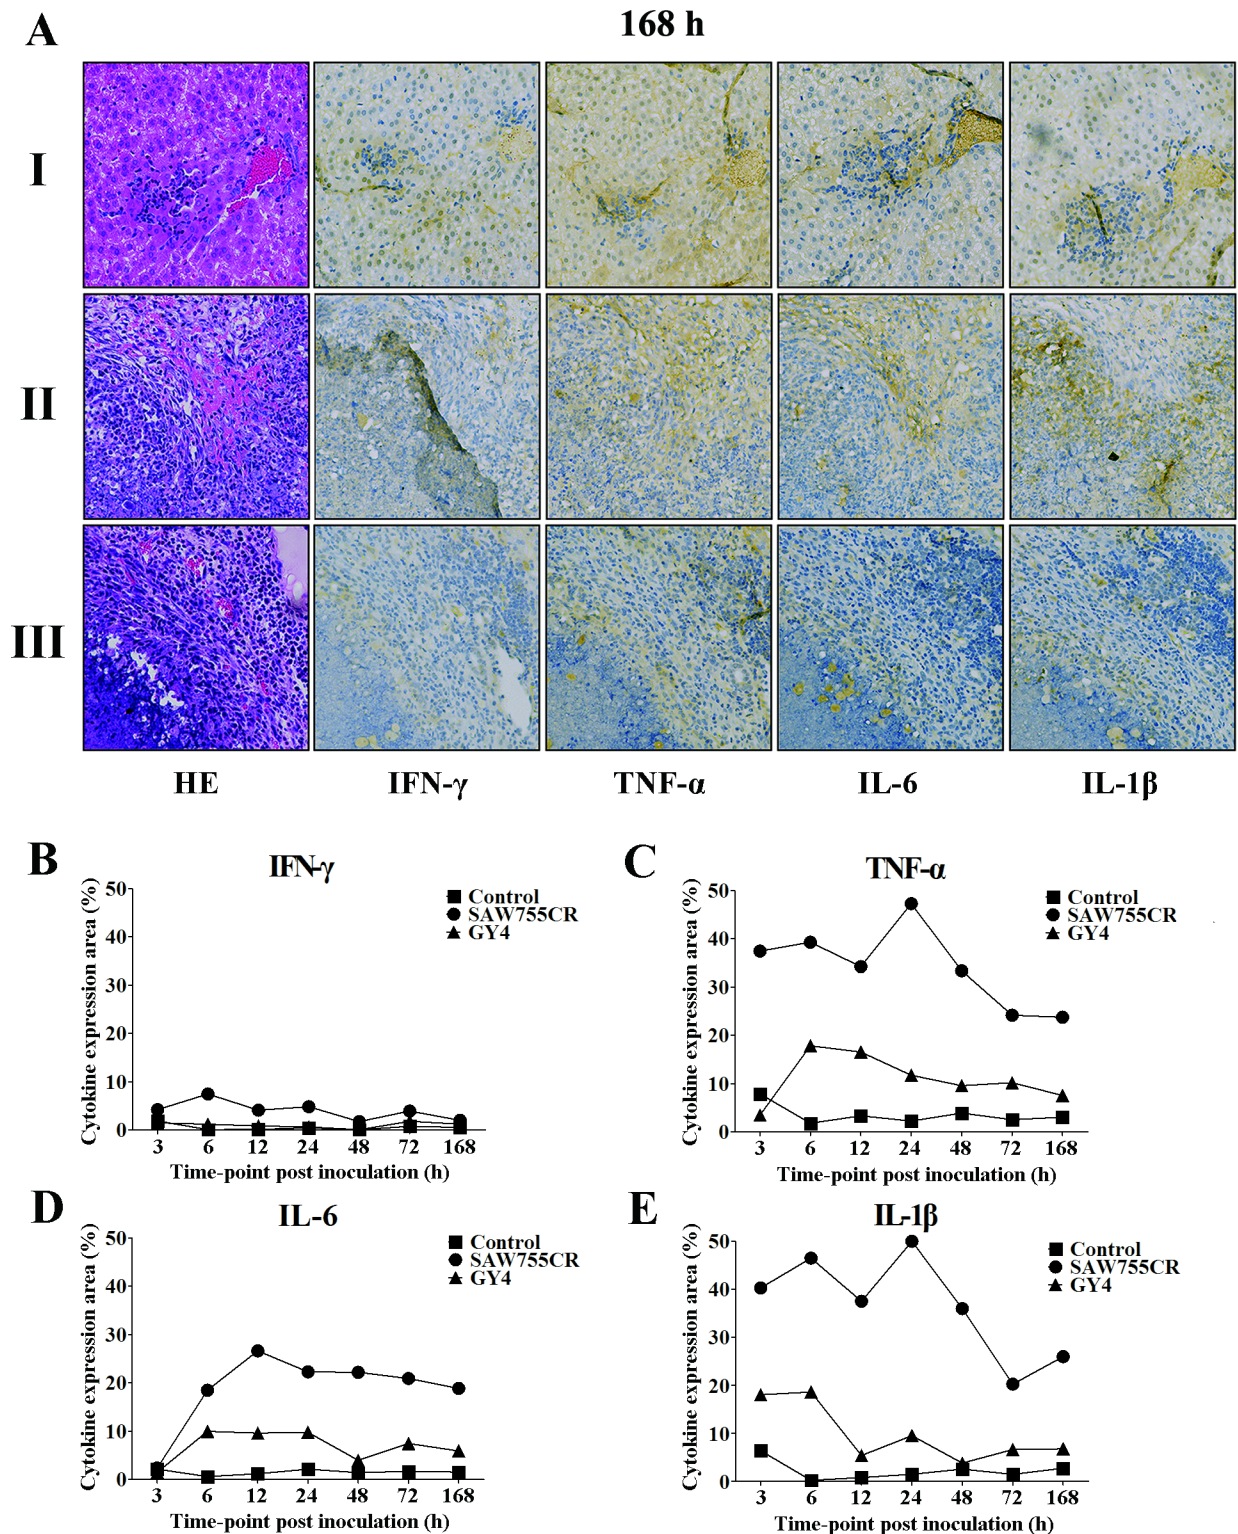 A
168 h
I
II
III
HE
IFN-γ
TNF-α
IL-6
IL-1β
B
IFN-γ
Cytokine expression area (%)
50
40
30
20
10
0
3
6
12
24
48
72
168
Time-point post inoculation (h)
Control
SAW755CR
GY4
C
TNF-α
Cytokine expression area (%)
50
40
30
20
10
0
3
6
12
24
48
72
168
Time-point post inoculation (h)
Control
SAW755CR
GY4
D
IL-6
Cytokine expression area (%)
50
40
30
20
10
0
3
6
12
24
48
72
168
Time-point post inoculation (h)
Control
SAW755CR
GY4
E
IL-1β
Cytokine expression area (%)
50
40
30
20
10
0
3
6
12
24
48
72
168
Time-point post inoculation (h)
Control
SAW755CR
GY4